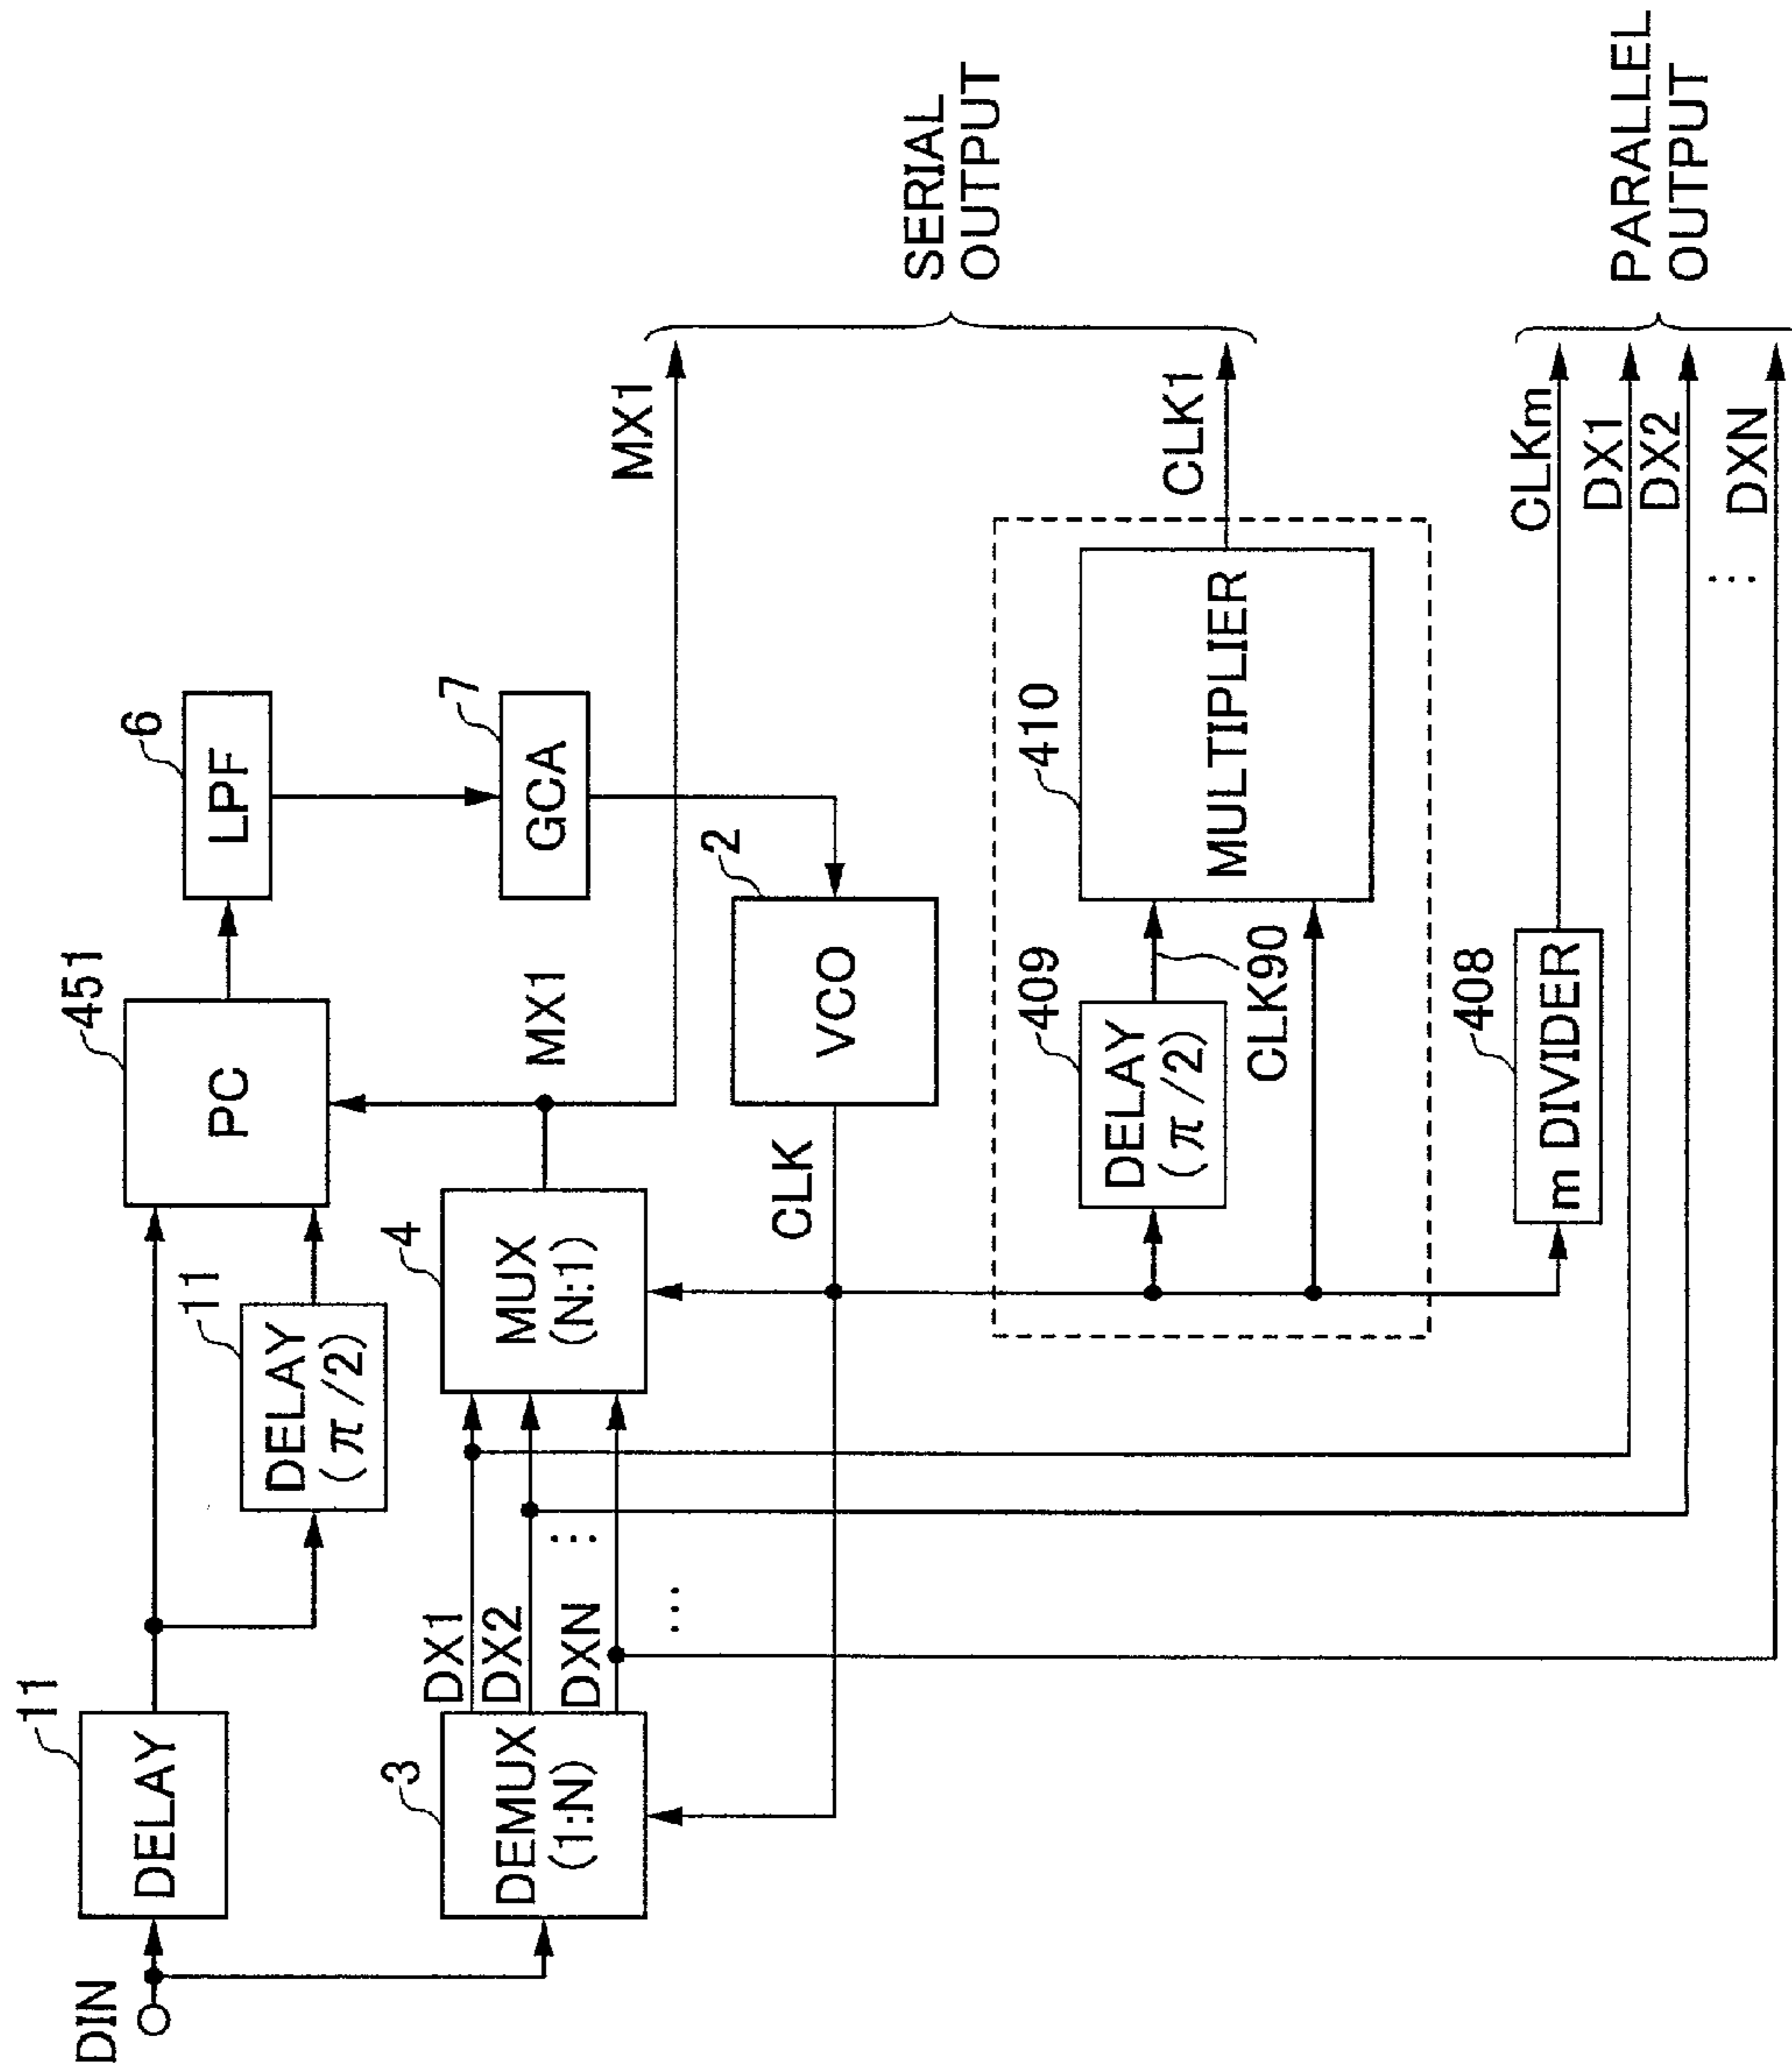 DIN
11
DELAY
11
DELAY
(π/2)
451
PC
6
LPF
7
GCA
3
DEMUX
(1:N)
DX1
DX2
DXN
⋮
...
4
MUX
(N:1)
MX1
MX1
2
VCO
CLK
SERIAL
OUTPUT
409
DELAY
(π/2)
CLK90
410
MULTIPLIER
CLK1
408
m DIVIDER
CLKm
DX1
DX2
⋮
DXN
PARALLEL
OUTPUT